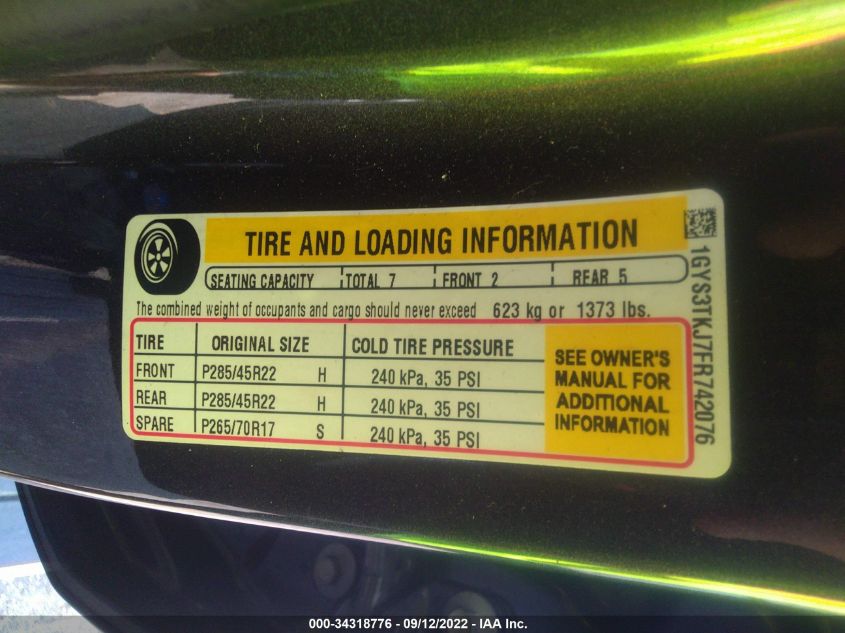 TIRE AND LOADING INFORMATION
SEATING CAPACITY TOTAL 7 FRONT 2 REAR 5
The combined weight of occupants and cargo should never exceed 623 kg or 1373 lbs.
TIRE ORIGINAL SIZE COLD TIRE PRESSURE
FRONT P285/45R22 H 240 kPa, 35 PSI
REAR P285/45R22 H 240 kPa, 35 PSI
SPARE P265/70R17 S 240 kPa, 35 PSI
SEE OWNER'S
MANUAL FOR
ADDITIONAL
INFORMATION
1GYS3TKJ7FR742076
000-34318776 - 09/12/2022 - IAA Inc.